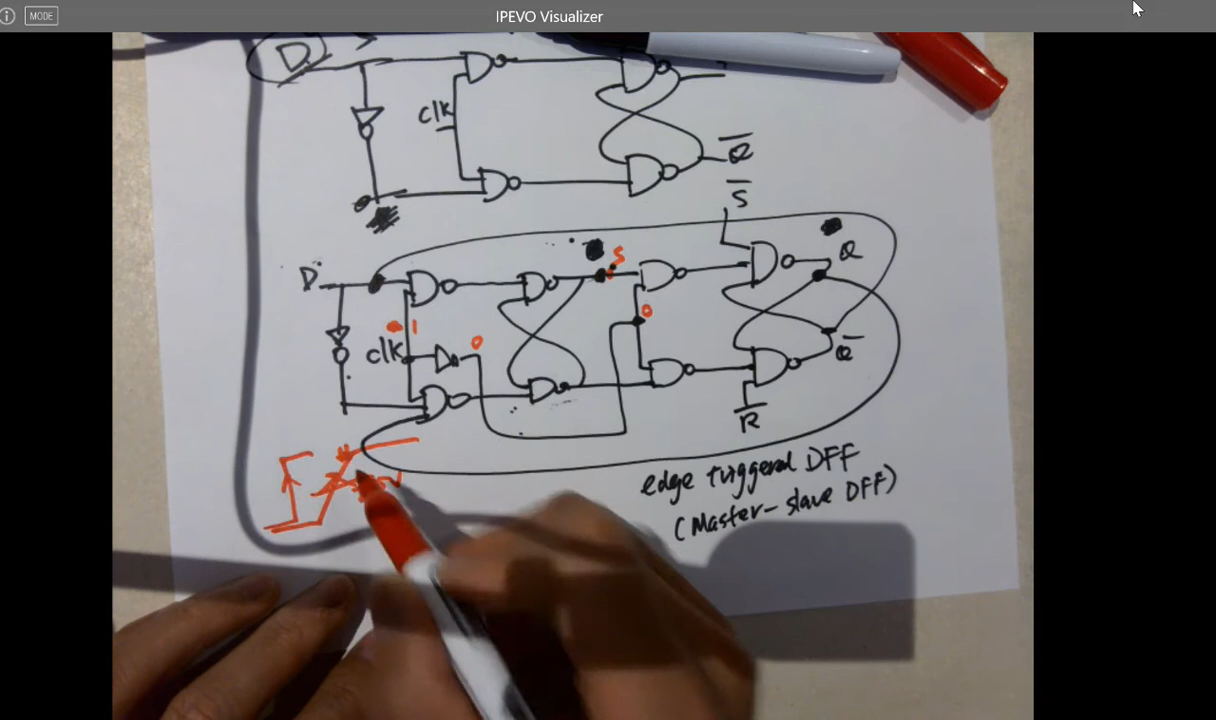 IPEVO Visualizer
MODE
D
clk
Q̅
S̅
S
Q
D
0
1
0
clk
Q̅
R̅
edge triggered DFF
(Master-slave DFF)